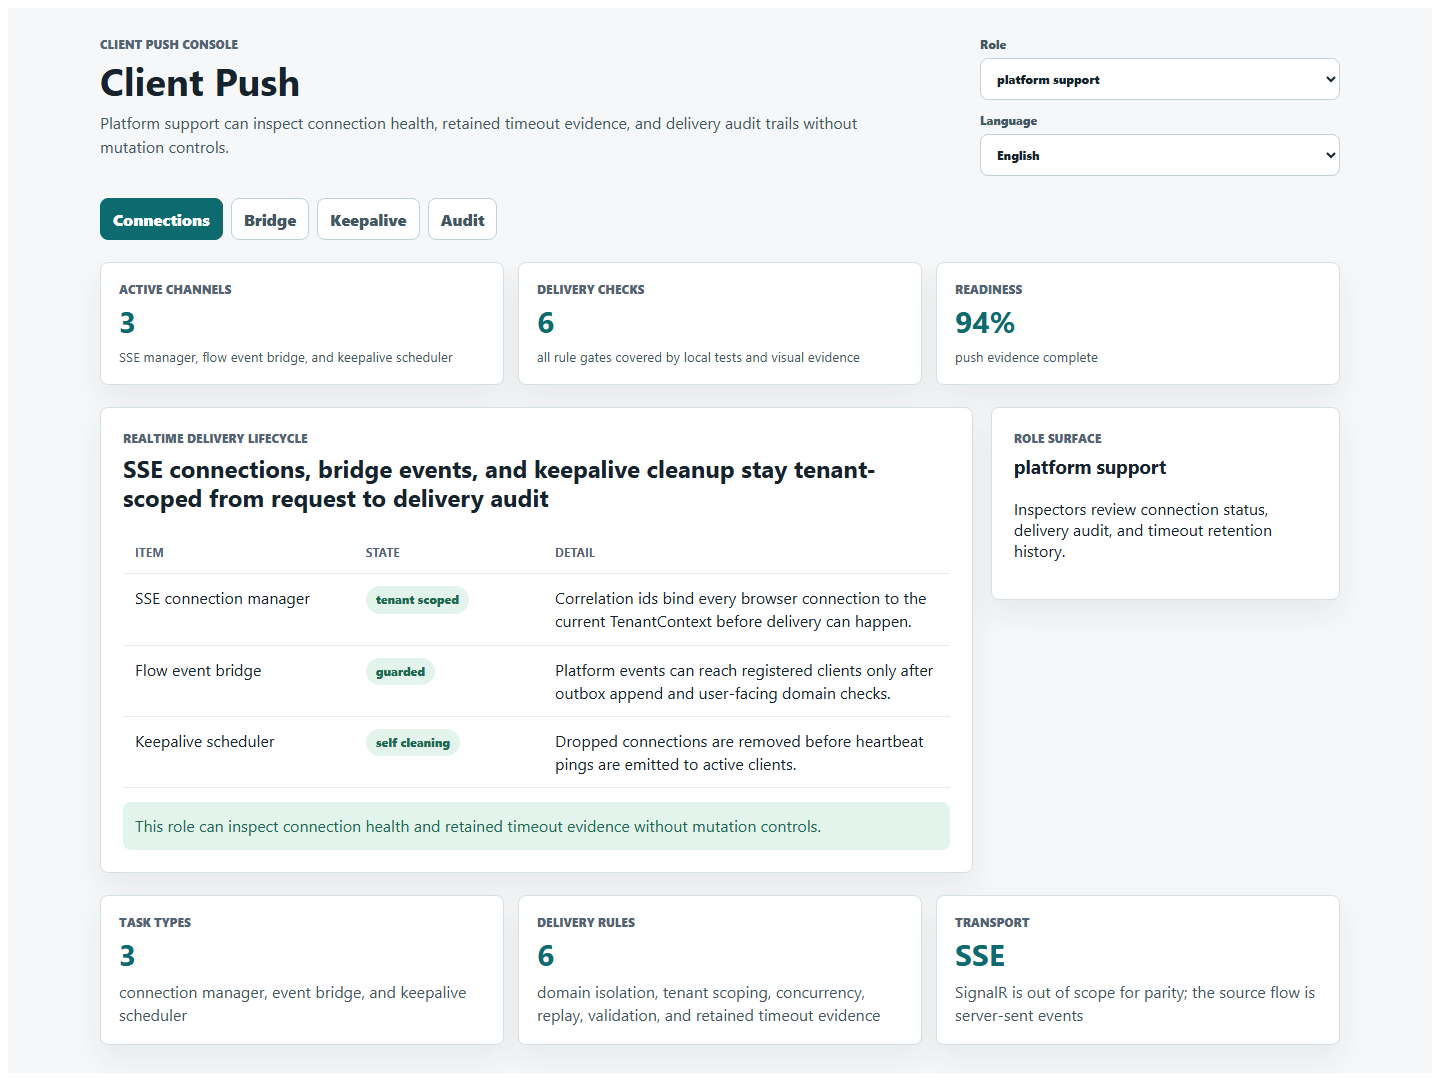 CLIENT PUSH CONSOLE
Client Push
Platform support can inspect connection health, retained timeout evidence, and delivery audit trails without
mutation controls.
Role
platform support
Language
English
Connections
Bridge
Keepalive
Audit
ACTIVE CHANNELS
3
SSE manager, flow event bridge, and keepalive scheduler
DELIVERY CHECKS
6
all rule gates covered by local tests and visual evidence
READINESS
94%
push evidence complete
REALTIME DELIVERY LIFECYCLE
SSE connections, bridge events, and keepalive cleanup stay tenant-
scoped from request to delivery audit
ITEM STATE DETAIL
SSE connection manager
tenant scoped
Correlation ids bind every browser connection to the
current TenantContext before delivery can happen.
Flow event bridge
guarded
Platform events can reach registered clients only after
outbox append and user-facing domain checks.
Keepalive scheduler
self cleaning
Dropped connections are removed before heartbeat
pings are emitted to active clients.
This role can inspect connection health and retained timeout evidence without mutation controls.
ROLE SURFACE
platform support
Inspectors review connection status,
delivery audit, and timeout retention
history.
TASK TYPES
3
connection manager, event bridge, and keepalive
scheduler
DELIVERY RULES
6
domain isolation, tenant scoping, concurrency,
replay, validation, and retained timeout evidence
TRANSPORT
SSE
SignalR is out of scope for parity; the source flow is
server-sent events